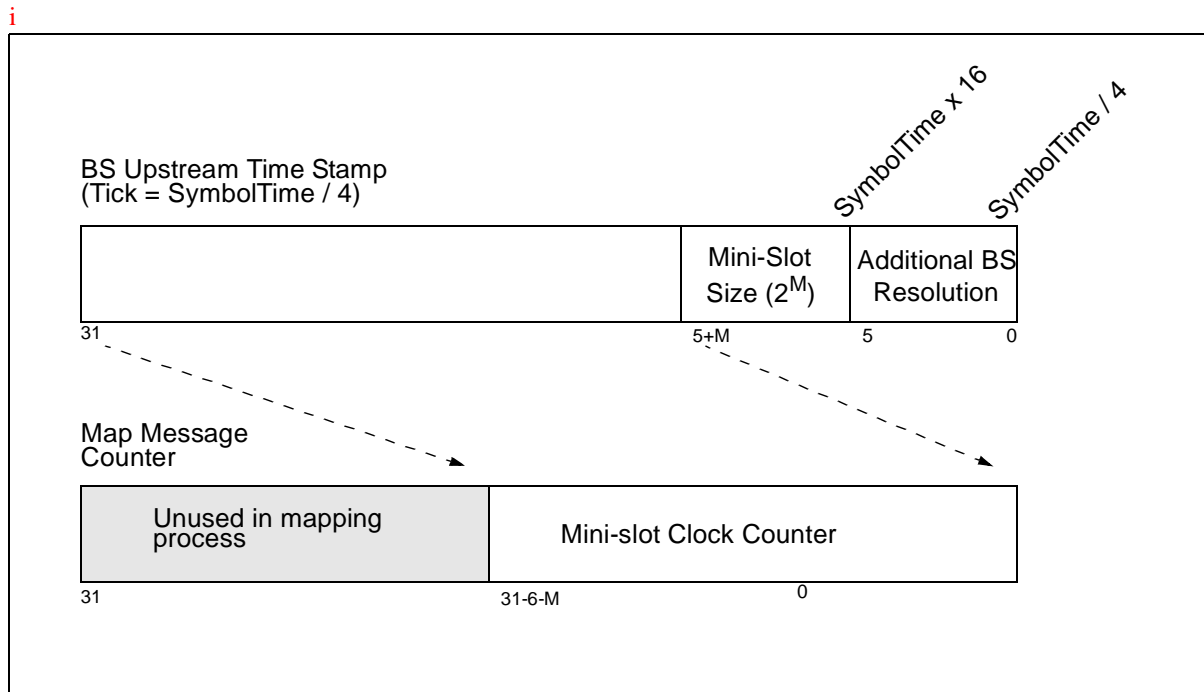 i
SymbolTime x 16
SymbolTime / 4
BS Upstream Time Stamp
(Tick = SymbolTime / 4)
Mini-Slot
Size (2^M)
Additional BS
Resolution
31
5+M
5
0
Map Message
Counter
Unused in mapping
process
Mini-slot Clock Counter
31
31-6-M
0